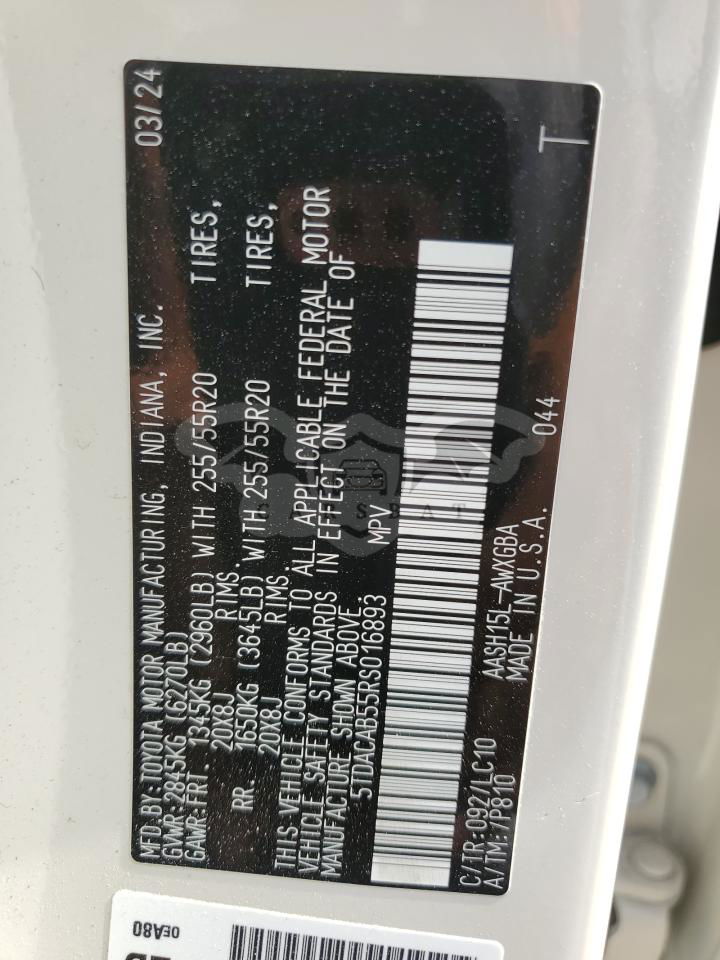 MFD.BY:TOYOTA MOTOR MANUFACTURING, INDIANA, INC. 03/24
GVWR 2845KG (6270LB)
GAWR FRT. 1345KG (2960LB) WITH 255/55R20 TIRES,
20X8J RIMS.
RR. 1650KG (3645LB) WITH 255/55R20 TIRES,
20X8J RIMS.
THIS VEHICLE CONFORMS TO ALL APPLICABLE FEDERAL MOTOR
VEHICLE SAFETY STANDARDS IN EFFECT ON THE DATE OF
MANUFACTURE SHOWN ABOVE.
5TDACAB55RS016893 MPV
C/TR:092/LC10 AASH15L-AWXGBA 044
A/TM:7P810 MADE IN U.S.A.
T
CARSBAT
0EA80